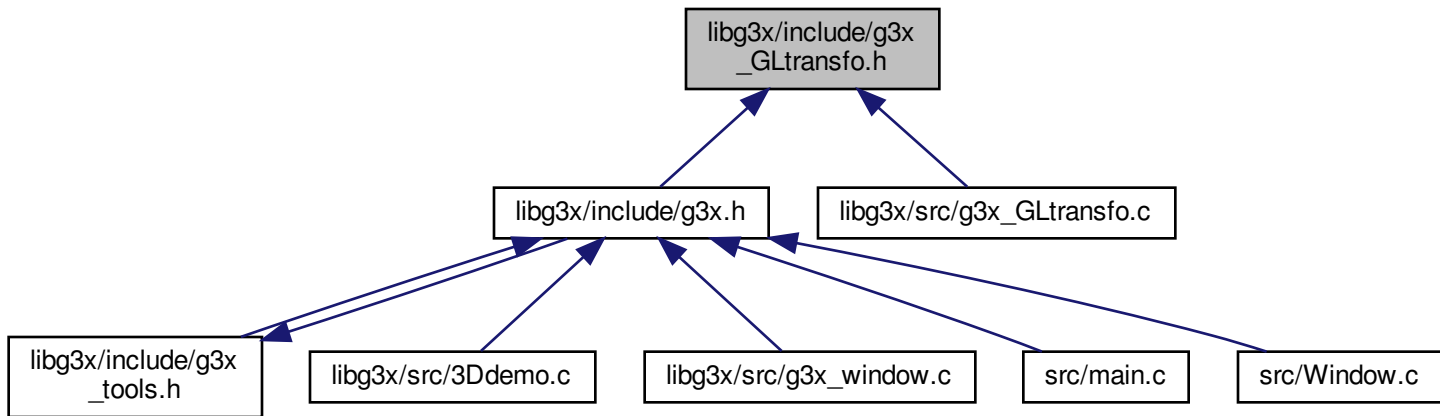 libg3x/include/g3x
_GLtransfo.h
libg3x/include/g3x.h
libg3x/src/g3x_GLtransfo.c
libg3x/include/g3x
_tools.h
libg3x/src/3Ddemo.c
libg3x/src/g3x_window.c
src/main.c
src/Window.c